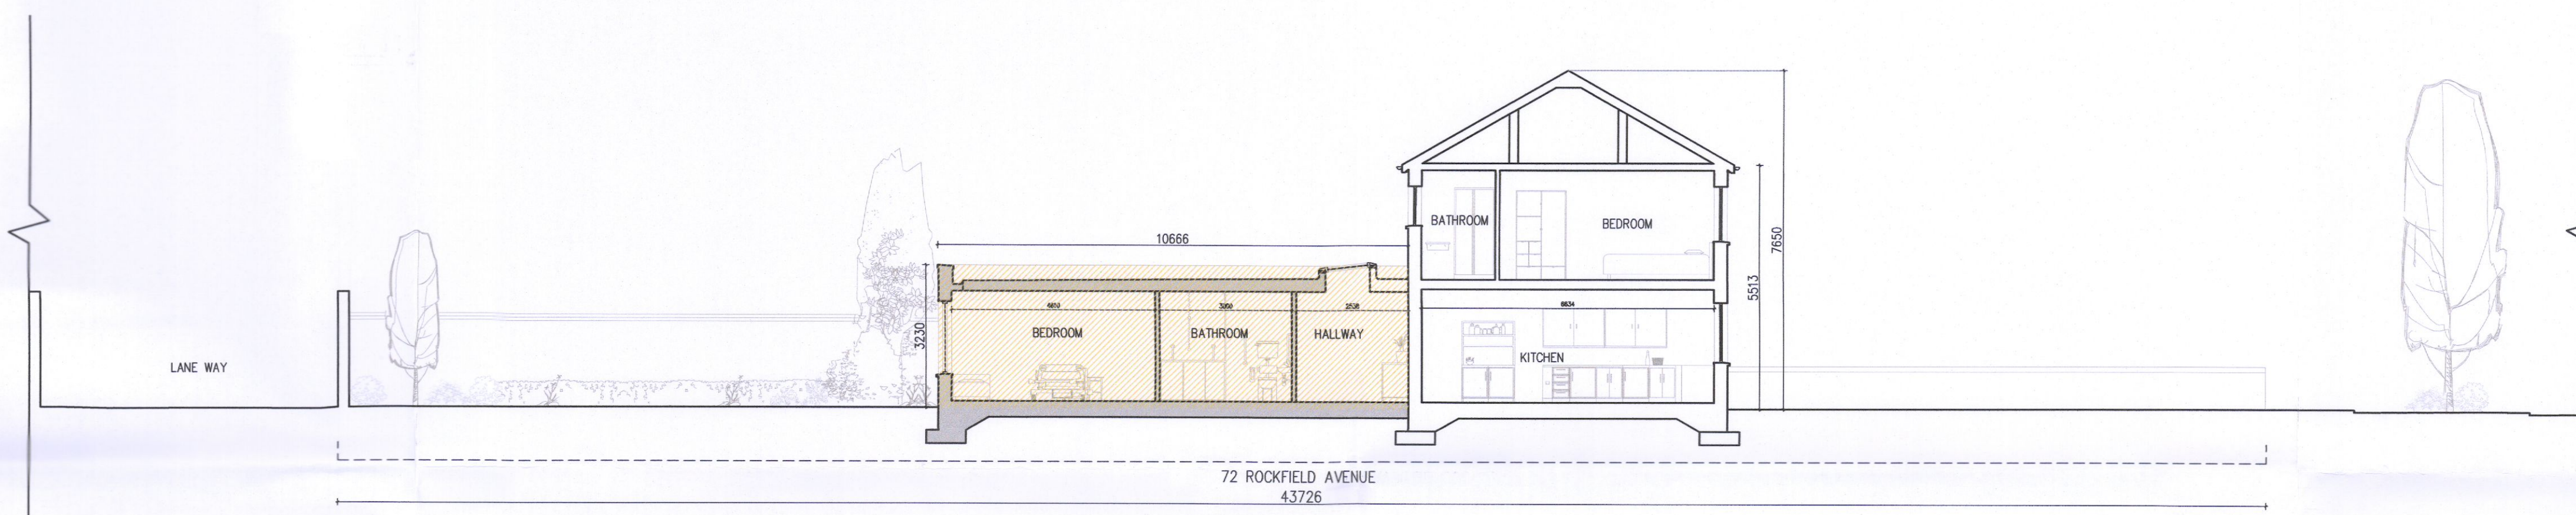 7650
BATHROOM
BEDROOM
10666
5513
6634
3230
BEDROOM
BATHROOM
HALLWAY
KITCHEN
LANE WAY
72 ROCKFIELD AVENUE
43726